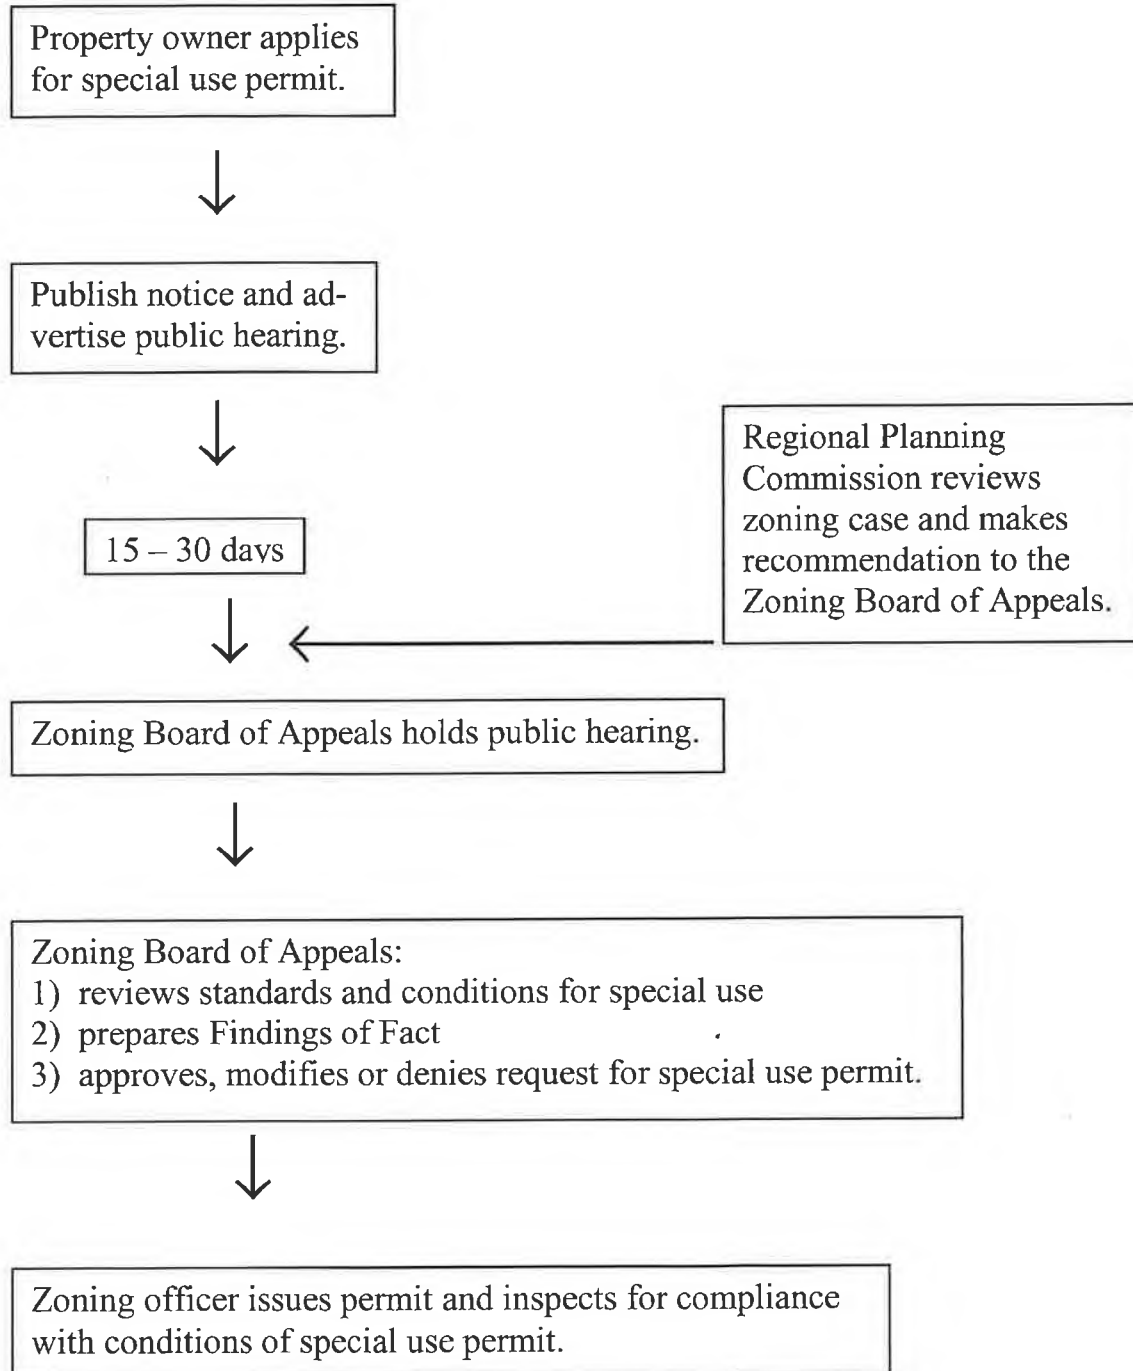 Property owner applies
for special use permit.
Publish notice and ad-
vertise public hearing.
15 – 30 days
Regional Planning
Commission reviews
zoning case and makes
recommendation to the
Zoning Board of Appeals.
Zoning Board of Appeals holds public hearing.
Zoning Board of Appeals:
1) reviews standards and conditions for special use
2) prepares Findings of Fact
3) approves, modifies or denies request for special use permit.
Zoning officer issues permit and inspects for compliance
with conditions of special use permit.